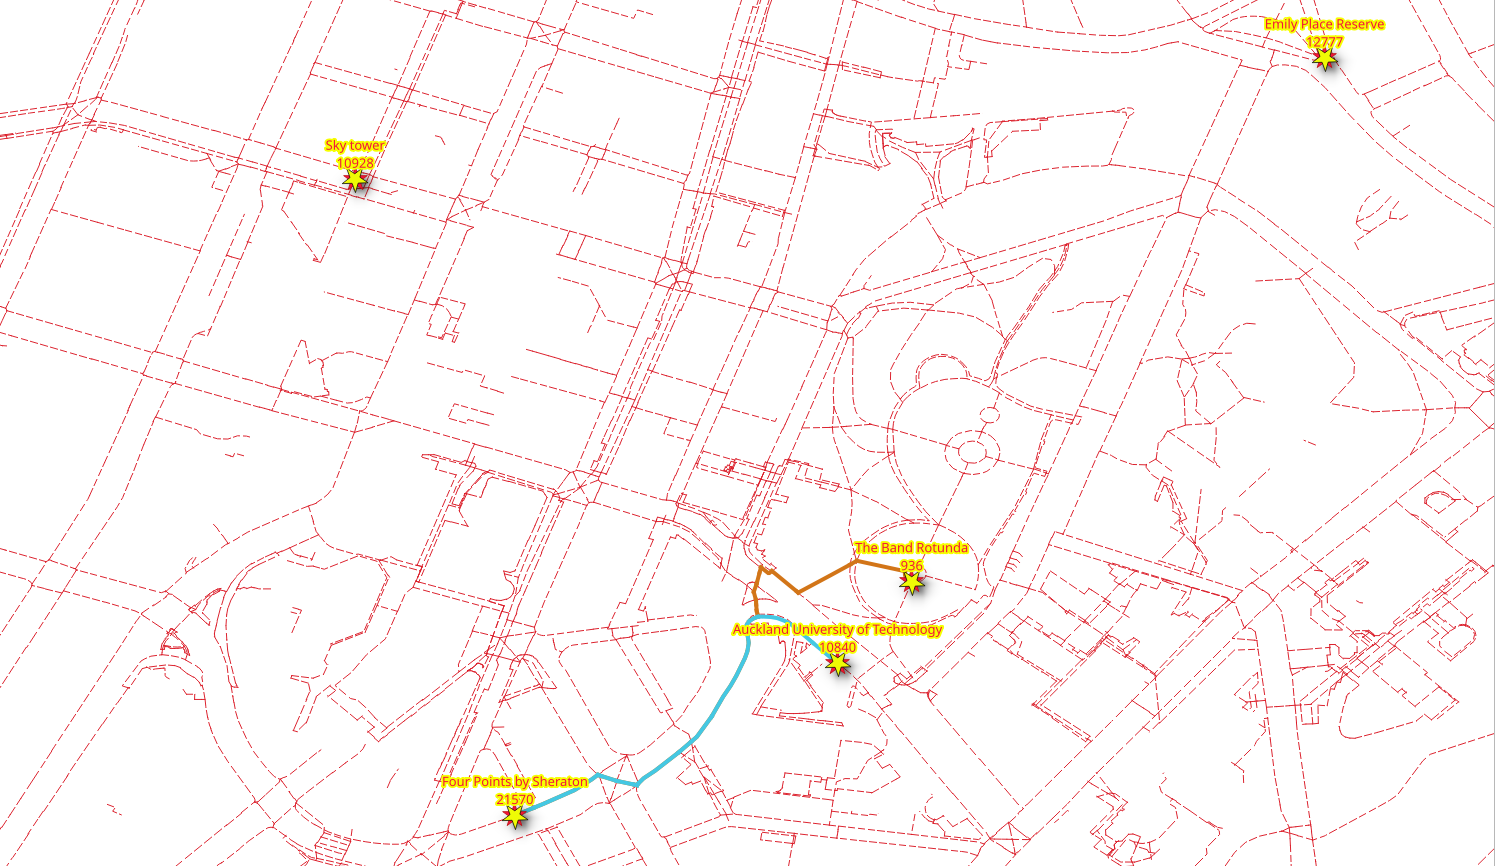 Emily Place Reserve
12777
Sky tower
10928
The Band Rotunda
936
Auckland University of Technology
10840
Four Points by Sheraton
21570